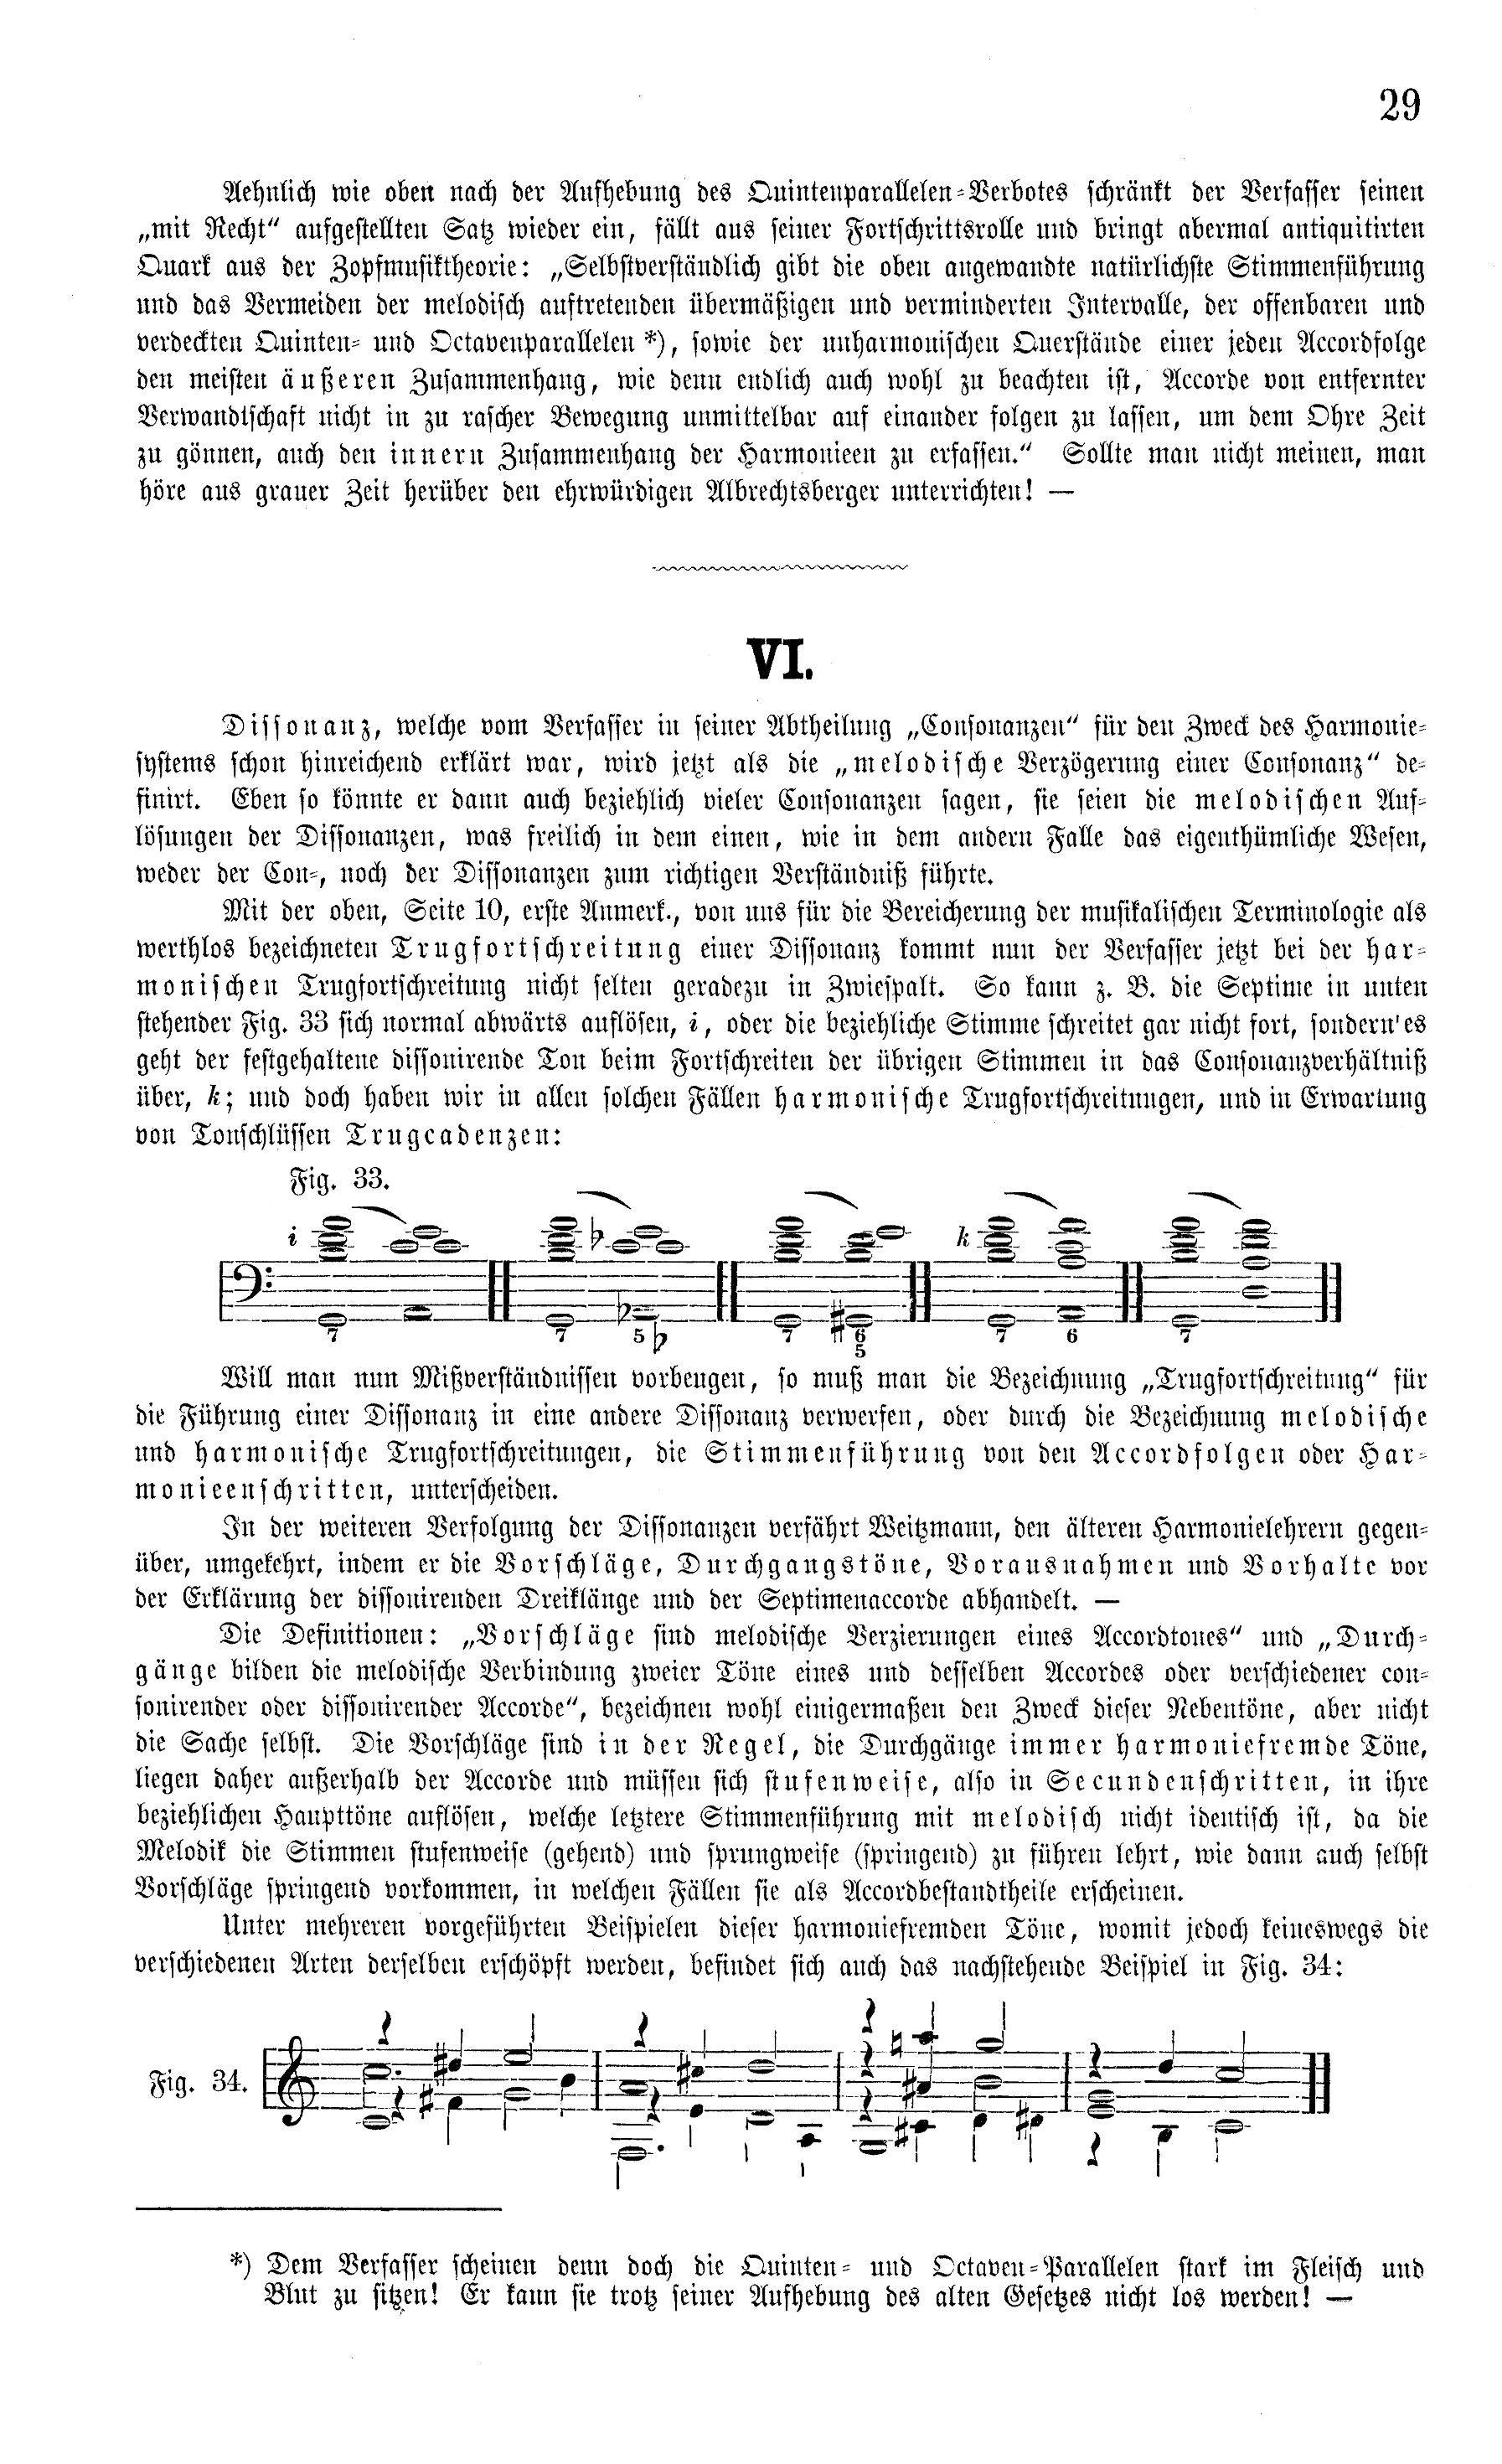 29
Aehnlich wie oben nach der Aufhebung des Quintenparallelen-Verbotes schränkt der Verfasser seinen
„mit Recht“ aufgestellten Satz wieder ein, fällt aus seiner Fortschrittsrolle und bringt abermal antiquitirten
Quark aus der Zopfmusiktheorie: „Selbstverständlich gibt die oben angewandte natürlichste Stimmenführung
und das Vermeiden der melodisch auftretenden übermäßigen und verminderten Intervalle, der offenbaren und
verdeckten Quinten- und Octavenparallelen *), sowie der unharmonischen Querstände einer jeden Accordfolge
den meisten äußeren Zusammenhang, wie denn endlich auch wohl zu beachten ist, Accorde von entfernter
Verwandtschaft nicht in zu rascher Bewegung unmittelbar auf einander folgen zu lassen, um dem Ohre Zeit
zu gönnen, auch den innern Zusammenhang der Harmonieen zu erfassen.“ Sollte man nicht meinen, man
höre aus grauer Zeit herüber den ehrwürdigen Albrechtsberger unterrichten! —
VI.
Dissonanz, welche vom Verfasser in seiner Abtheilung „Consonanzen“ für den Zweck des Harmonie-
systems schon hinreichend erklärt war, wird jetzt als die „melodische Verzögerung einer Consonanz“ de-
finirt. Eben so könnte er dann auch beziehlich vieler Consonanzen sagen, sie seien die melodischen Auf-
lösungen der Dissonanzen, was freilich in dem einen, wie in dem andern Falle das eigenthümliche Wesen,
weder der Con-, noch der Dissonanzen zum richtigen Verständniß führte.
Mit der oben, Seite 10, erste Anmerk., von uns für die Bereicherung der musikalischen Terminologie als
werthlos bezeichneten Trugfortschreitung einer Dissonanz kommt nun der Verfasser jetzt bei der har-
monischen Trugfortschreitung nicht selten geradezu in Zwiespalt. So kann z. B. die Septime in unten
stehender Fig. 33 sich normal abwärts auflösen, i, oder die beziehliche Stimme schreitet gar nicht fort, sondern es
geht der festgehaltene dissonirende Ton beim Fortschreiten der übrigen Stimmen in das Consonanzverhältniß
über, k; und doch haben wir in allen solchen Fällen harmonische Trugfortschreitungen, und in Erwartung
von Tonschlüssen Trugcadenzen:
Fig. 33.
i k
7 7 5♭ 7 6 7 6 7
5
Will man nun Mißverständnissen vorbeugen, so muß man die Bezeichnung „Trugfortschreitung“ für
die Führung einer Dissonanz in eine andere Dissonanz verwerfen, oder durch die Bezeichnung melodische
und harmonische Trugfortschreitungen, die Stimmenführung von den Accordfolgen oder Har-
monieenschritten, unterscheiden.
In der weiteren Verfolgung der Dissonanzen verfährt Weitzmann, den älteren Harmonielehrern gegen-
über, umgekehrt, indem er die Vorschläge, Durchgangstöne, Vorausnahmen und Vorhalte vor
der Erklärung der dissonirenden Dreiklänge und der Septimenaccorde abhandelt. —
Die Definitionen: „Vorschläge sind melodische Verzierungen eines Accordtones“ und „Durch-
gänge bilden die melodische Verbindung zweier Töne eines und desselben Accordes oder verschiedener con-
sonirender oder dissonirender Accorde“, bezeichnen wohl einigermaßen den Zweck dieser Nebentöne, aber nicht
die Sache selbst. Die Vorschläge sind in der Regel, die Durchgänge immer harmoniefremde Töne,
liegen daher außerhalb der Accorde und müssen sich stufenweise, also in Secundenschritten, in ihre
beziehlichen Haupttöne auflösen, welche letztere Stimmenführung mit melodisch nicht identisch ist, da die
Melodik die Stimmen stufenweise (gehend) und sprungweise (springend) zu führen lehrt, wie dann auch selbst
Vorschläge springend vorkommen, in welchen Fällen sie als Accordbestandtheile erscheinen.
Unter mehreren vorgeführten Beispielen dieser harmoniefremden Töne, womit jedoch keineswegs die
verschiedenen Arten derselben erschöpft werden, befindet sich auch das nachstehende Beispiel in Fig. 34:
Fig. 34.
*) Dem Verfasser scheinen denn doch die Quinten- und Octaven-Parallelen stark im Fleisch und
Blut zu sitzen! Er kann sie trotz seiner Aufhebung des alten Gesetzes nicht los werden! —